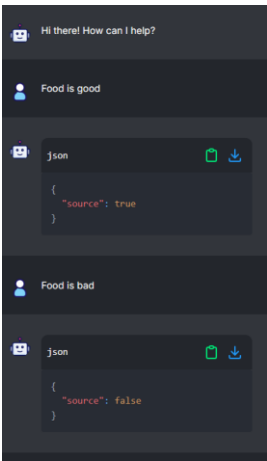 Hi there! How can I help?
Food is good
json
{
"source": true
}
Food is bad
json
{
"source": false
}